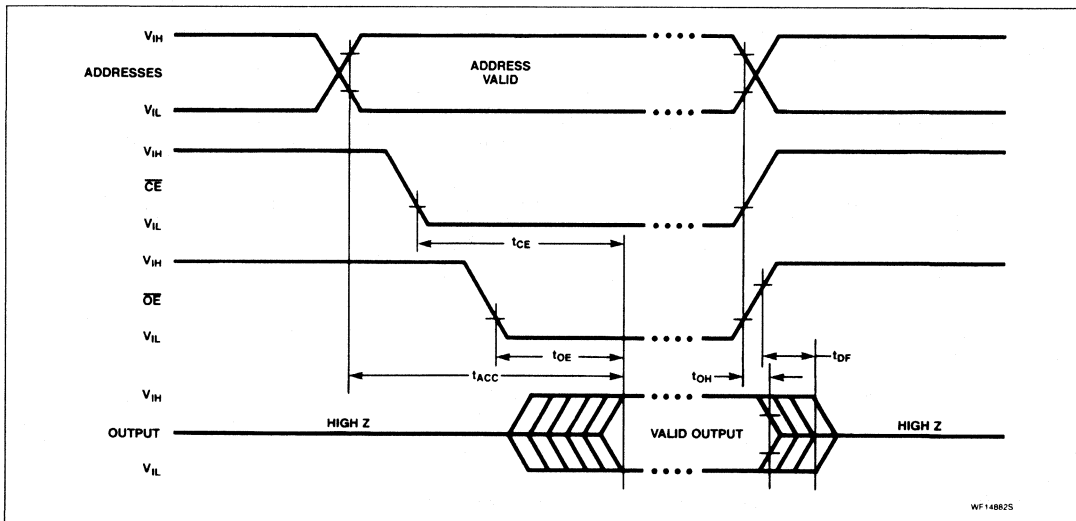 VIH
ADDRESSES
ADDRESS
VALID
VIL
VIH
CE
VIL
tCE
VIH
OE
VIL
tOE
tACC
tOH
tDF
VIH
OUTPUT
HIGH Z
VALID OUTPUT
HIGH Z
VIL
WF14882S